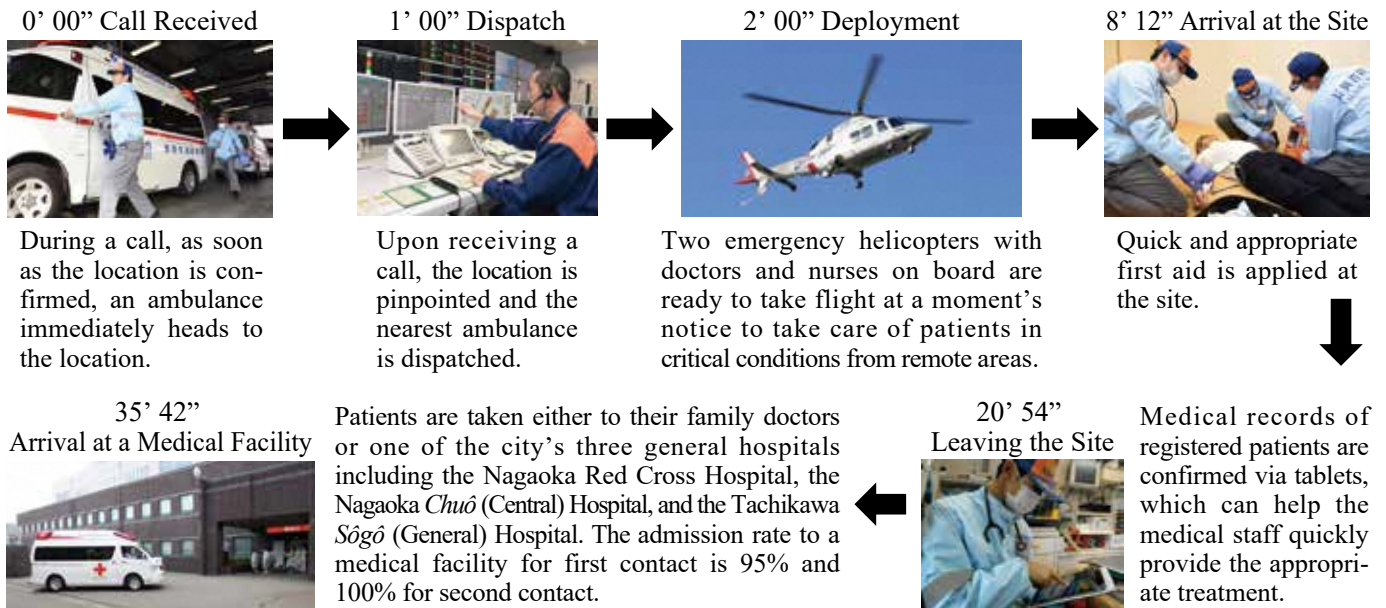 0’ 00” Call Received
During a call, as soon
as the location is con-
firmed, an ambulance
immediately heads to
the location.
1’ 00” Dispatch
Upon receiving a
call, the location is
pinpointed and the
nearest ambulance
is dispatched.
2’ 00” Deployment
Two emergency helicopters with
doctors and nurses on board are
ready to take flight at a moment’s
notice to take care of patients in
critical conditions from remote areas.
8’ 12” Arrival at the Site
Quick and appropriate
first aid is applied at
the site.
Medical records of
registered patients are
confirmed via tablets,
which can help the
medical staff quickly
provide the appropri-
ate treatment.
20’ 54”
Leaving the Site
Patients are taken either to their family doctors
or one of the city’s three general hospitals
including the Nagaoka Red Cross Hospital, the
Nagaoka Chuô (Central) Hospital, and the Tachikawa
Sôgô (General) Hospital. The admission rate to a
medical facility for first contact is 95% and
100% for second contact.
35’ 42”
Arrival at a Medical Facility